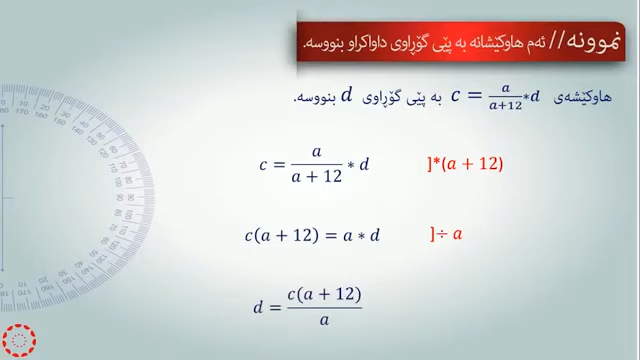 نموونە// ئەم هاوکێشانە بە پێی گۆڕاوی داواکراو بنووسە.
هاوکێشەی c = a/(a+12)*d بە پێی گۆڕاوی d بنووسە.
c = a/(a + 12) * d ]*(a + 12)
c(a + 12) = a * d ]÷ a
d = c(a + 12)/a